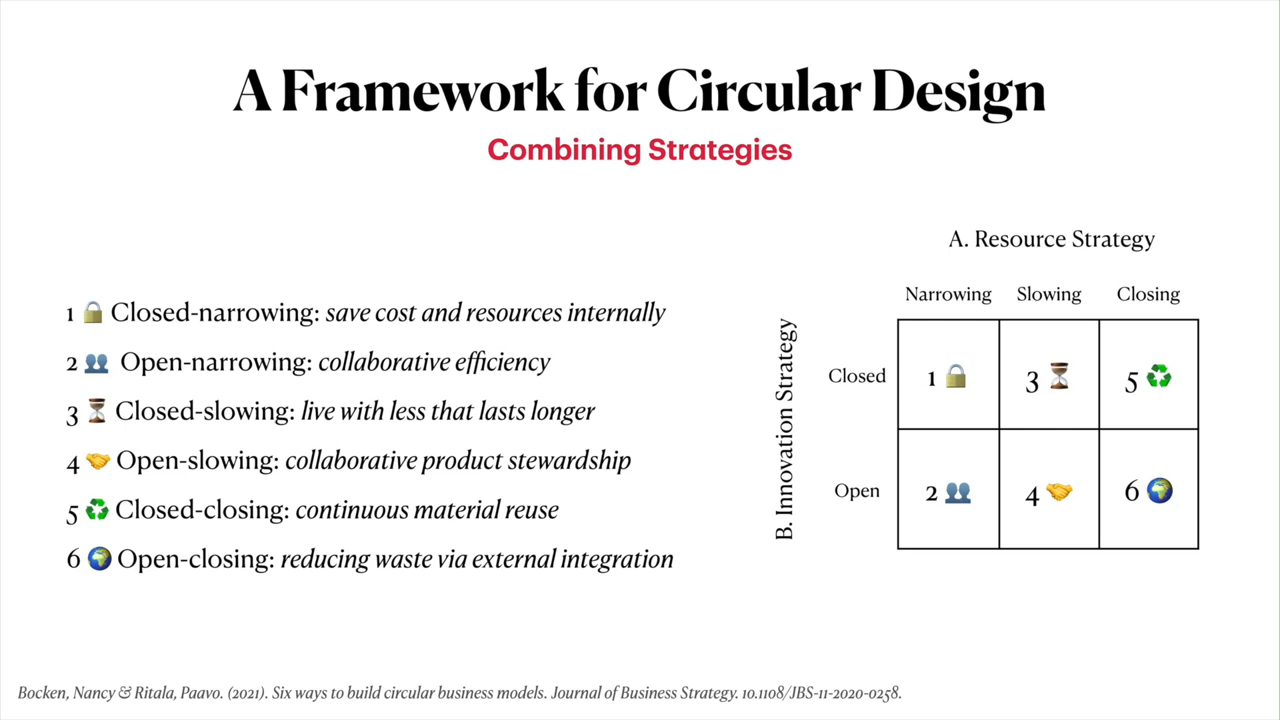 A Framework for Circular Design
Combining Strategies
1 🔒 Closed-narrowing: save cost and resources internally
2 👥 Open-narrowing: collaborative efficiency
3 ⏳ Closed-slowing: live with less that lasts longer
4 🤝 Open-slowing: collaborative product stewardship
5 ♻️ Closed-closing: continuous material reuse
6 🌍 Open-closing: reducing waste via external integration
A. Resource Strategy
Narrowing Slowing Closing
B. Innovation Strategy
Closed 1 🔒 3 ⏳ 5 ♻️
Open 2 👥 4 🤝 6 🌍
Bocken, Nancy & Ritala, Paavo. (2021). Six ways to build circular business models. Journal of Business Strategy. 10.1108/JBS-11-2020-0258.